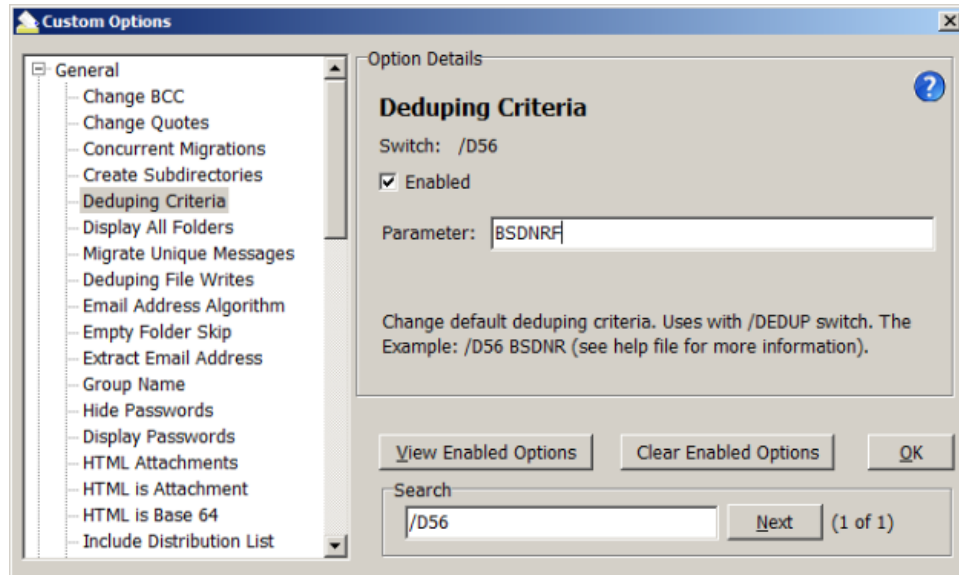 Custom Options
General
Change BCC
Change Quotes
Concurrent Migrations
Create Subdirectories
Deduping Criteria
Display All Folders
Migrate Unique Messages
Deduping File Writes
Email Address Algorithm
Empty Folder Skip
Extract Email Address
Group Name
Hide Passwords
Display Passwords
HTML Attachments
HTML is Attachment
HTML is Base 64
Include Distribution List
Option Details
?
Deduping Criteria
Switch: /D56
Enabled
Parameter: BSDNRF
Change default deduping criteria. Uses with /DEDUP switch. The
Example: /D56 BSDNR (see help file for more information).
View Enabled Options Clear Enabled Options OK
Search
/D56 Next (1 of 1)